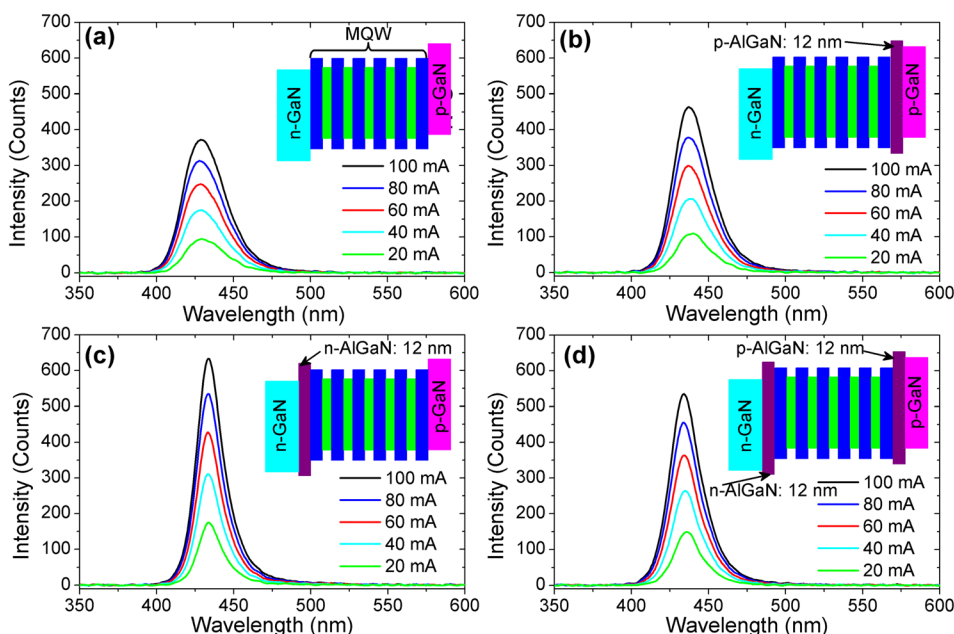 (a)
MQW
n-GaN
p-GaN
Intensity (Counts)
700
600
500
400
300
200
100
0
100 mA
80 mA
60 mA
40 mA
20 mA
350 400 450 500 550 600
Wavelength (nm)
(b)
p-AlGaN: 12 nm
n-GaN
p-GaN
Intensity (Counts)
700
600
500
400
300
200
100
0
100 mA
80 mA
60 mA
40 mA
20 mA
350 400 450 500 550 600
Wavelength (nm)
(c)
n-AlGaN: 12 nm
n-GaN
p-GaN
Intensity (Counts)
700
600
500
400
300
200
100
0
100 mA
80 mA
60 mA
40 mA
20 mA
350 400 450 500 550 600
Wavelength (nm)
(d)
p-AlGaN: 12 nm
n-GaN
p-GaN
n-AlGaN: 12 nm
Intensity (Counts)
700
600
500
400
300
200
100
0
100 mA
80 mA
60 mA
40 mA
20 mA
350 400 450 500 550 600
Wavelength (nm)